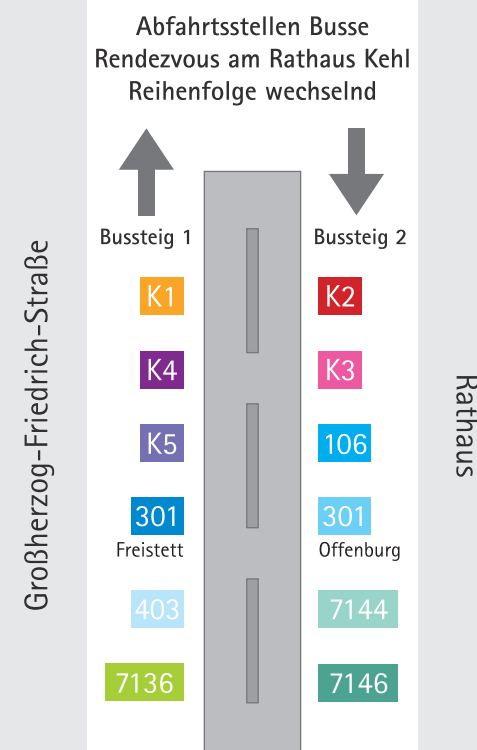 Abfahrtsstellen Busse
Rendezvous am Rathaus Kehl
Reihenfolge wechselnd
Bussteig 1
Bussteig 2
K1
K2
K4
K3
K5
106
301
Freistett
301
Offenburg
403
7144
7136
7146
Großherzog-Friedrich-Straße
Rathaus